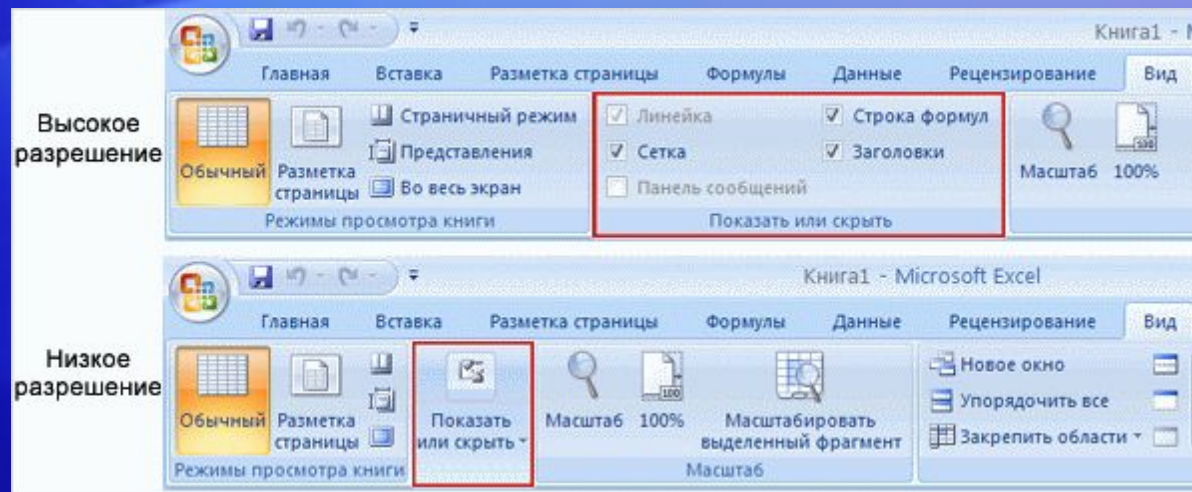 Высокое
разрешение
Книга1 -
Главная Вставка Разметка страницы Формулы Данные Рецензирование Вид
Обычный
Разметка
страницы
Страничный режим
Представления
Во весь экран
Режимы просмотра книги
Линейка
Сетка
Панель сообщений
Строка формул
Заголовки
Показать или скрыть
Масштаб
100%
Низкое
разрешение
Книга1 - Microsoft Excel
Главная Вставка Разметка страницы Формулы Данные Рецензирование Вид
Обычный
Разметка
страницы
Режимы просмотра книги
Показать
или скрыть
Масштаб
100%
Масштабировать
выделенный фрагмент
Масштаб
Новое окно
Упорядочить все
Закрепить области